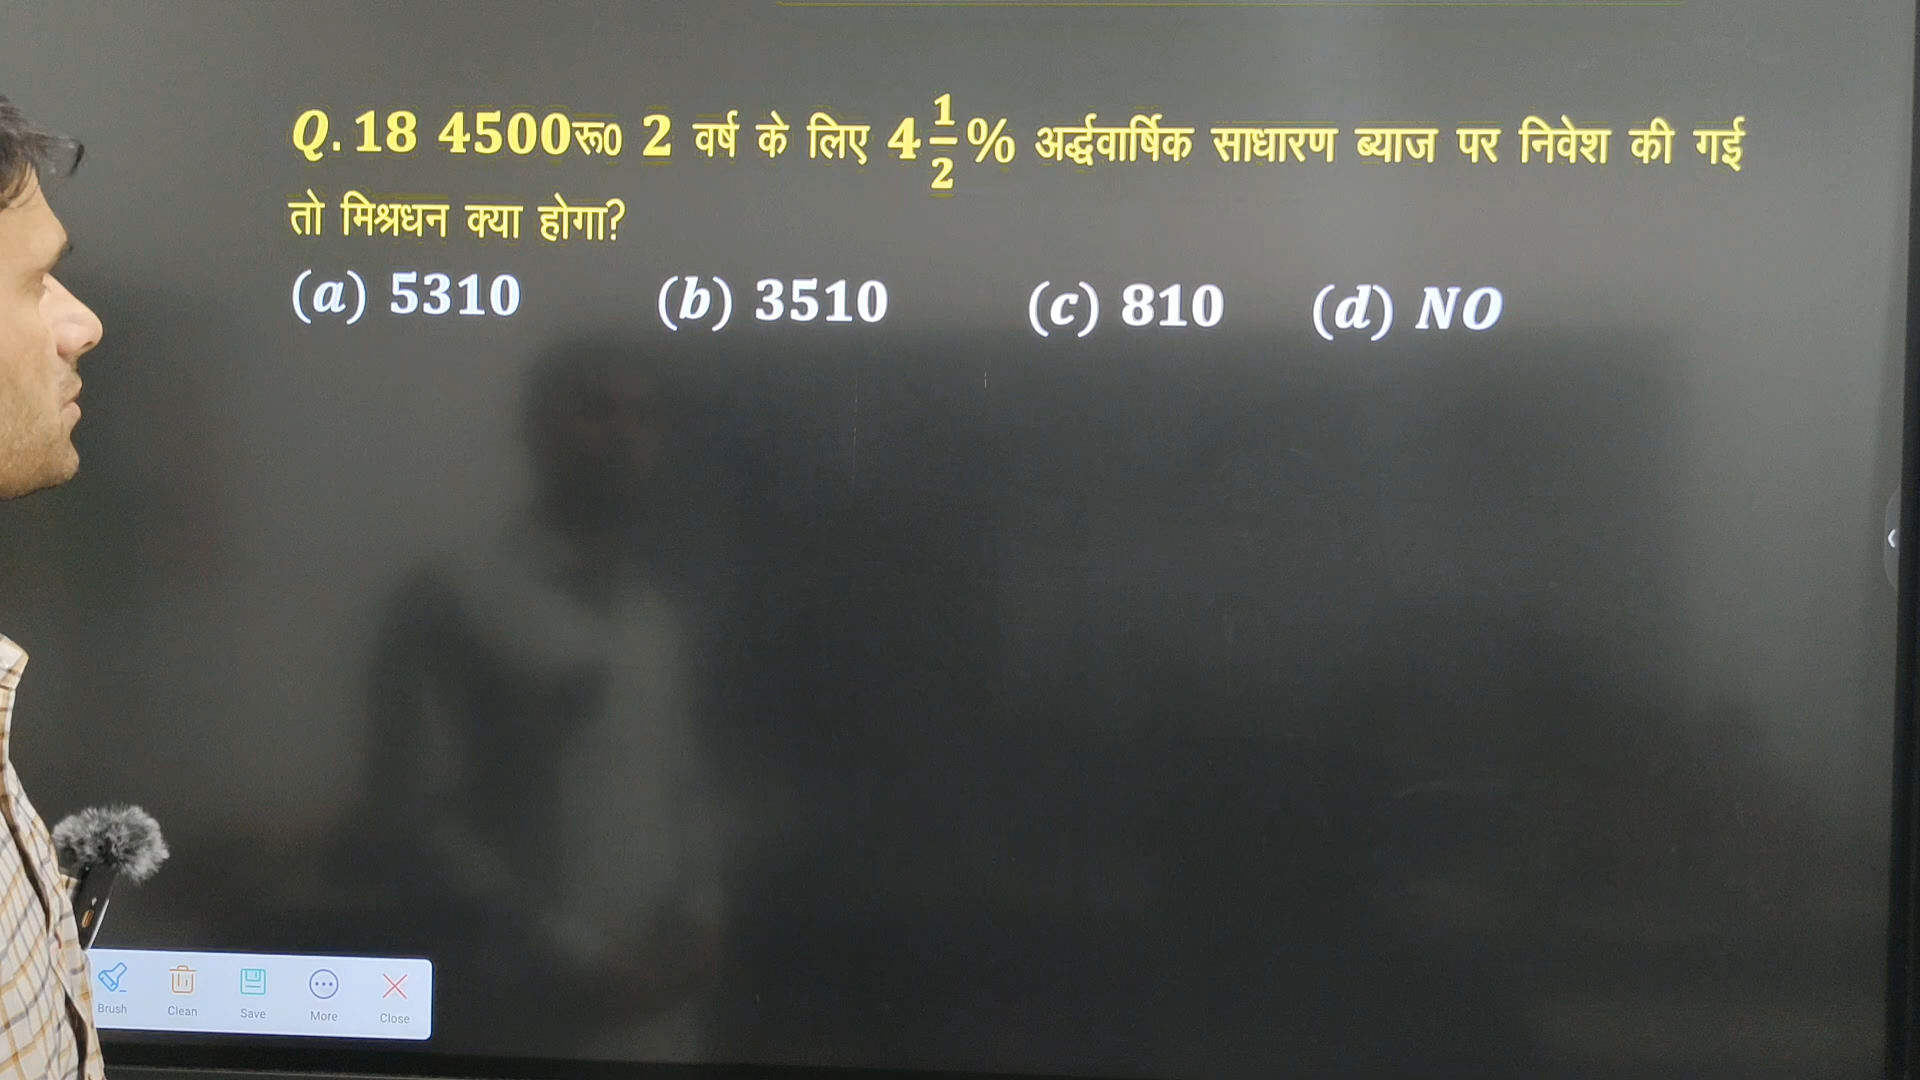 Q.18 4500रू0 2 वर्ष के लिए 4 1/2 % अर्द्धवार्षिक साधारण ब्याज पर निवेश की गई
तो मिश्रधन क्या होगा?
(a) 5310 (b) 3510 (c) 810 (d) NO
Brush Clean Save More Close